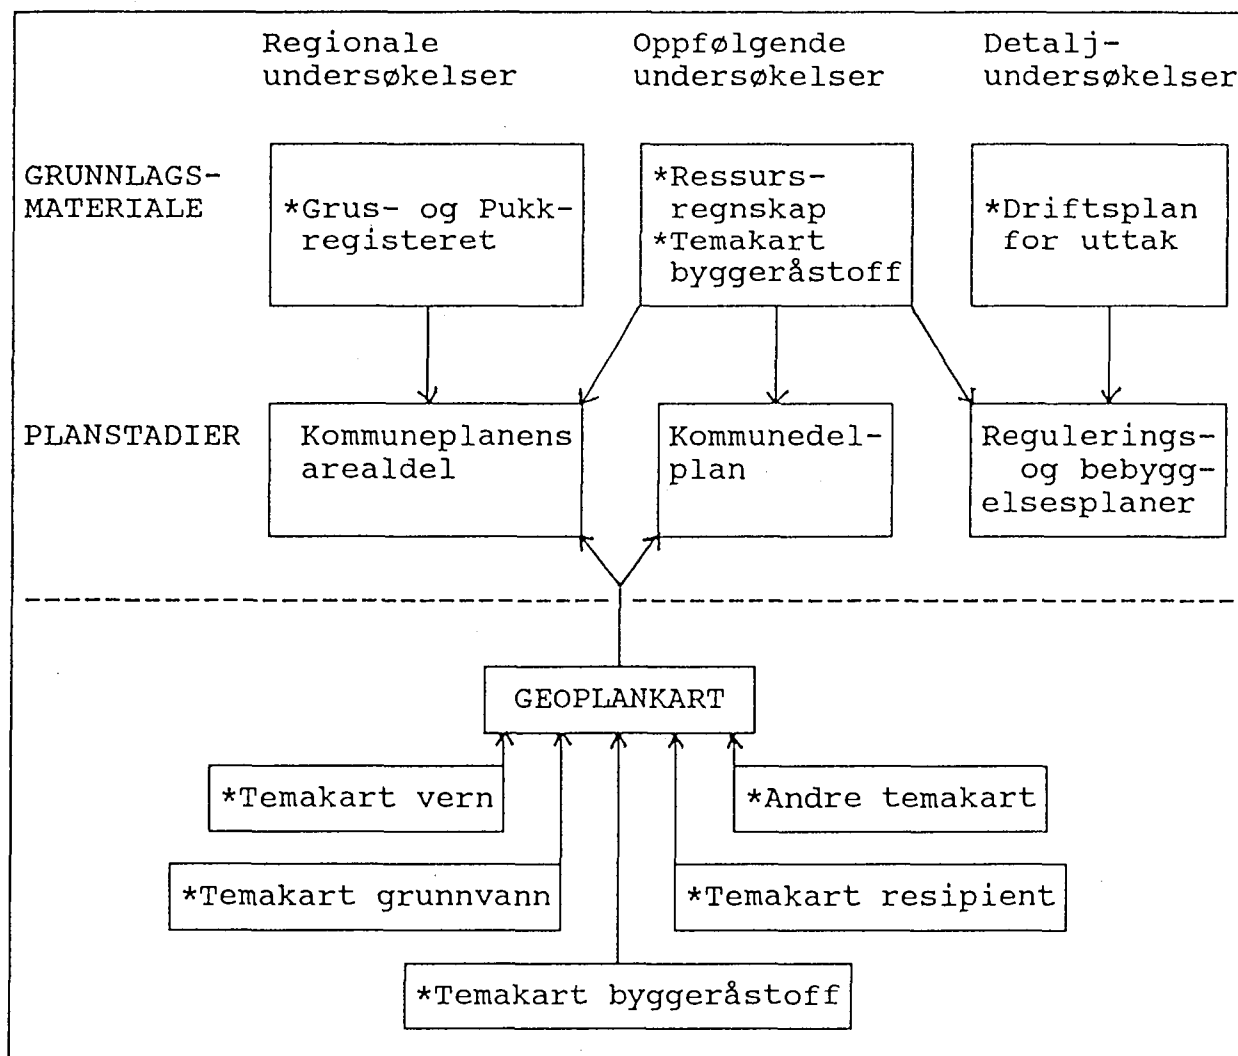 Regionale
undersøkelser
Oppfølgende
undersøkelser
Detalj-
undersøkelser
GRUNNLAGS-
MATERIALE
*Grus- og Pukk-
registeret
*Ressurs-
regnskap
*Temakart
byggeråstoff
*Driftsplan
for uttak
PLANSTADIER
Kommuneplanens
arealdel
Kommunedel-
plan
Regulerings-
og bebygg-
elsesplaner
GEOPLANKART
*Temakart vern
*Andre temakart
*Temakart grunnvann
*Temakart resipient
*Temakart byggeråstoff